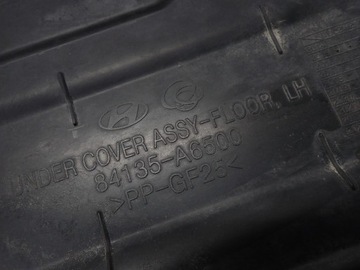 UNDER COVER ASSY-FLOOR, LH
84135-A6500
>PP-GF25<